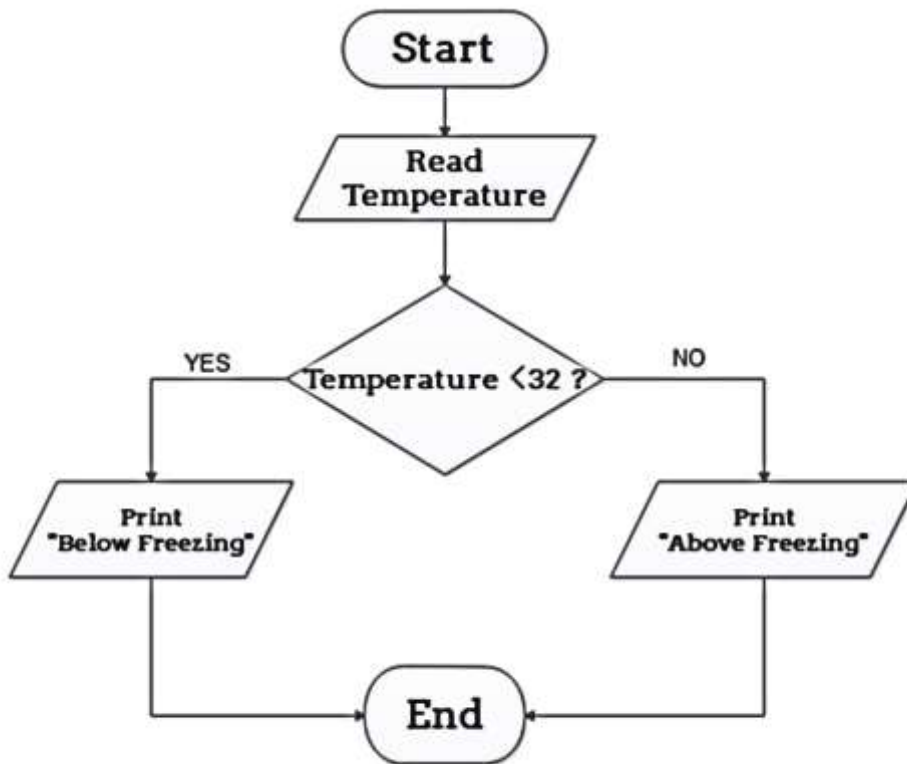 Start
Read
Temperature
YES
Temperature <32 ?
NO
Print
"Below Freezing"
Print
"Above Freezing"
End